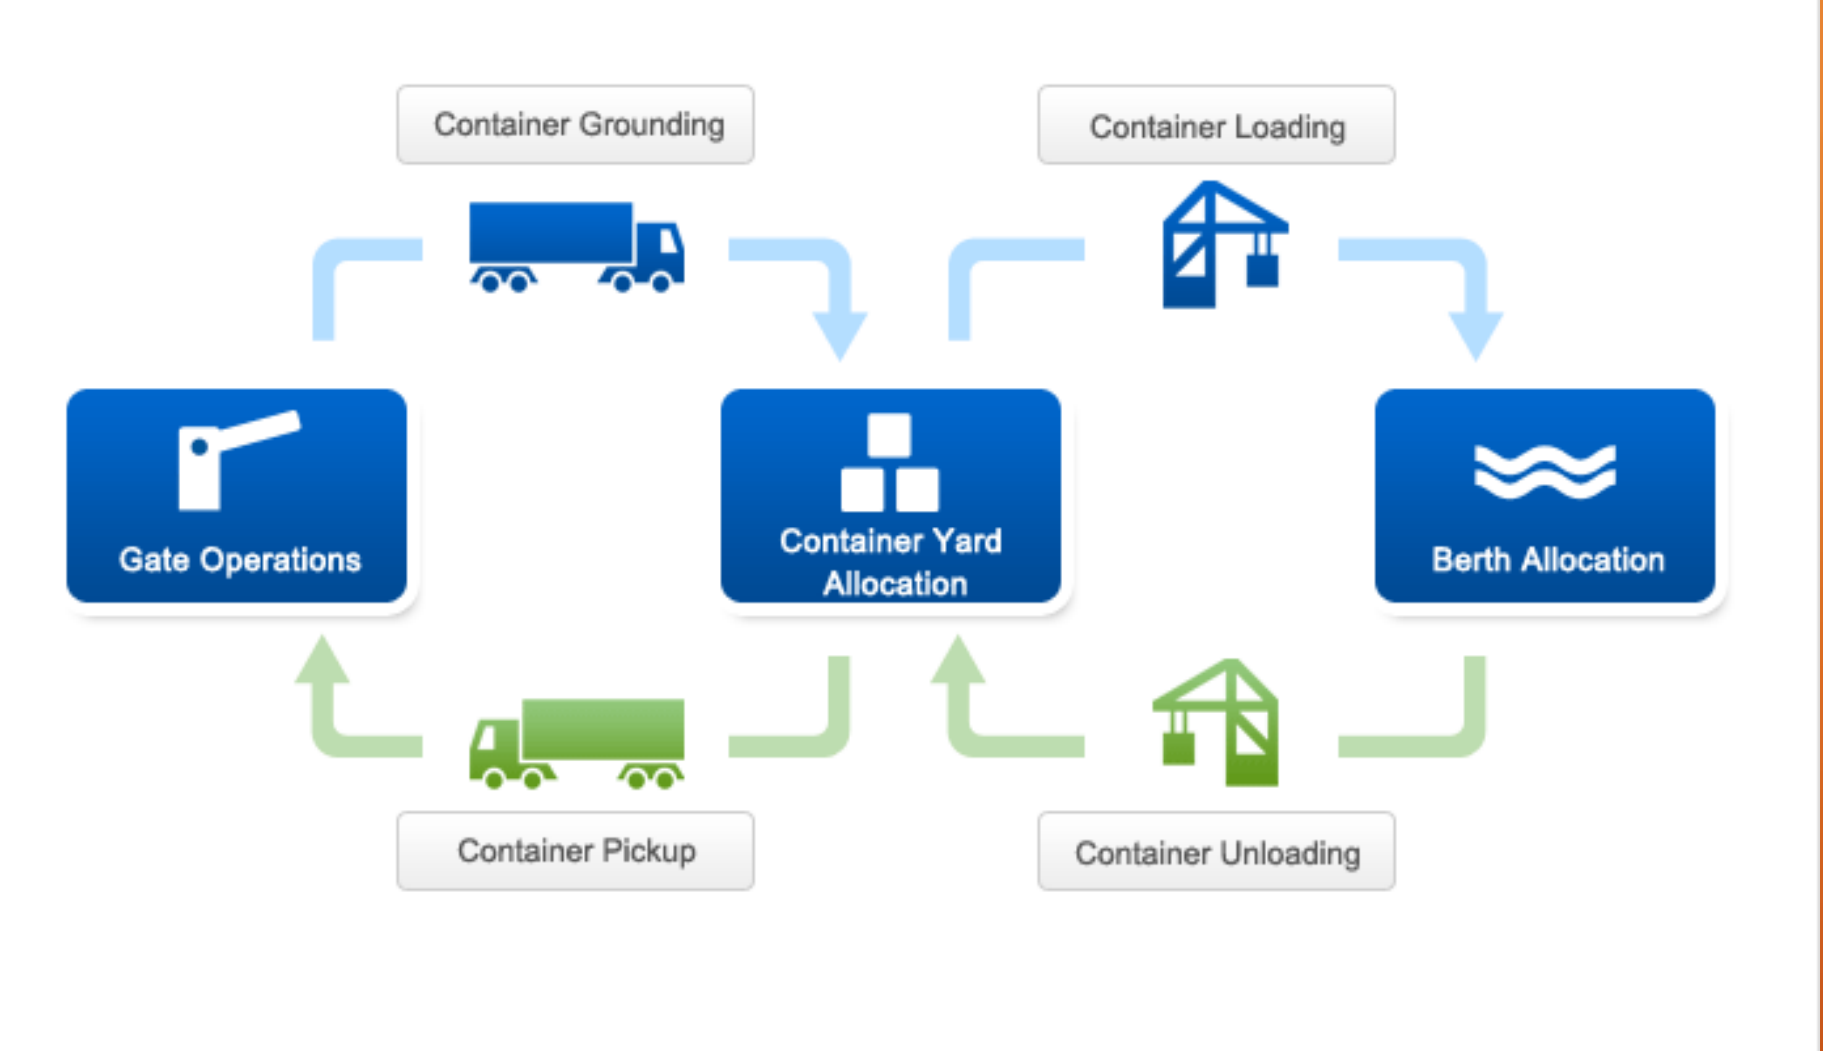 Container Grounding
Container Loading
Gate Operations
Container Yard
Allocation
Berth Allocation
Container Pickup
Container Unloading